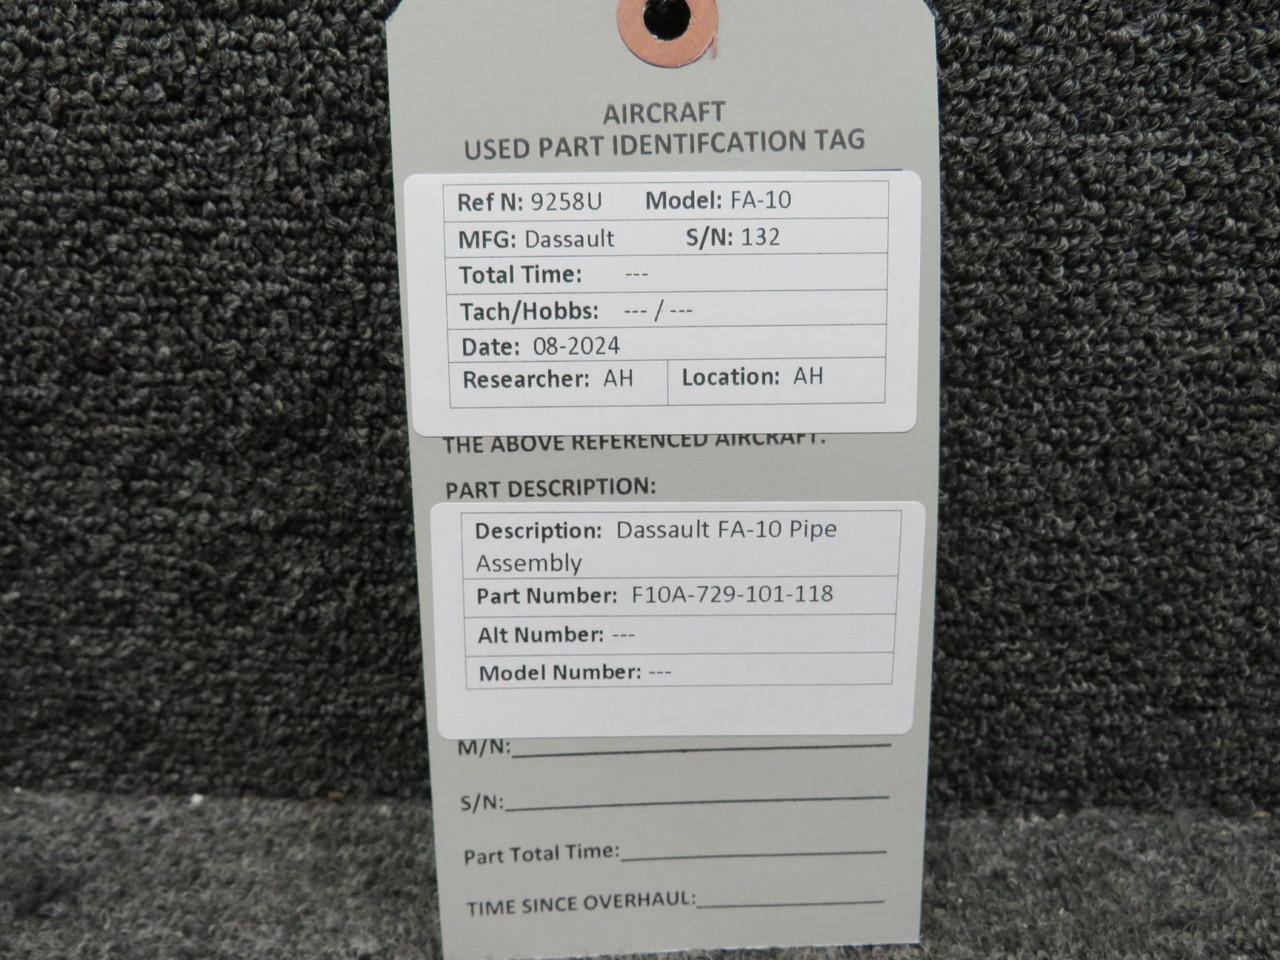 AIRCRAFT
USED PART IDENTIFCATION TAG
Ref N: 9258U Model: FA-10
MFG: Dassault S/N: 132
Total Time: ---
Tach/Hobbs: --- / ---
Date: 08-2024
Researcher: AH Location: AH
THE ABOVE REFERENCED AIRCRAFT.
PART DESCRIPTION:
Description: Dassault FA-10 Pipe
Assembly
Part Number: F10A-729-101-118
Alt Number: ---
Model Number: ---
M/N:
S/N:
Part Total Time:
TIME SINCE OVERHAUL: